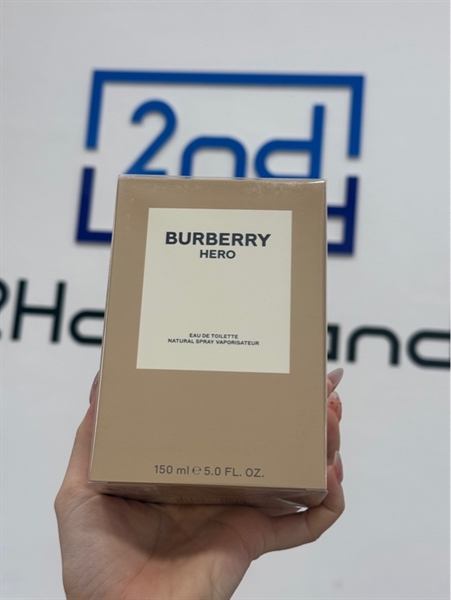 2nd
BURBERRY
HERO
EAU DE TOILETTE
NATURAL SPRAY VAPORISATEUR
150 ml ℮ 5.0 FL. OZ.